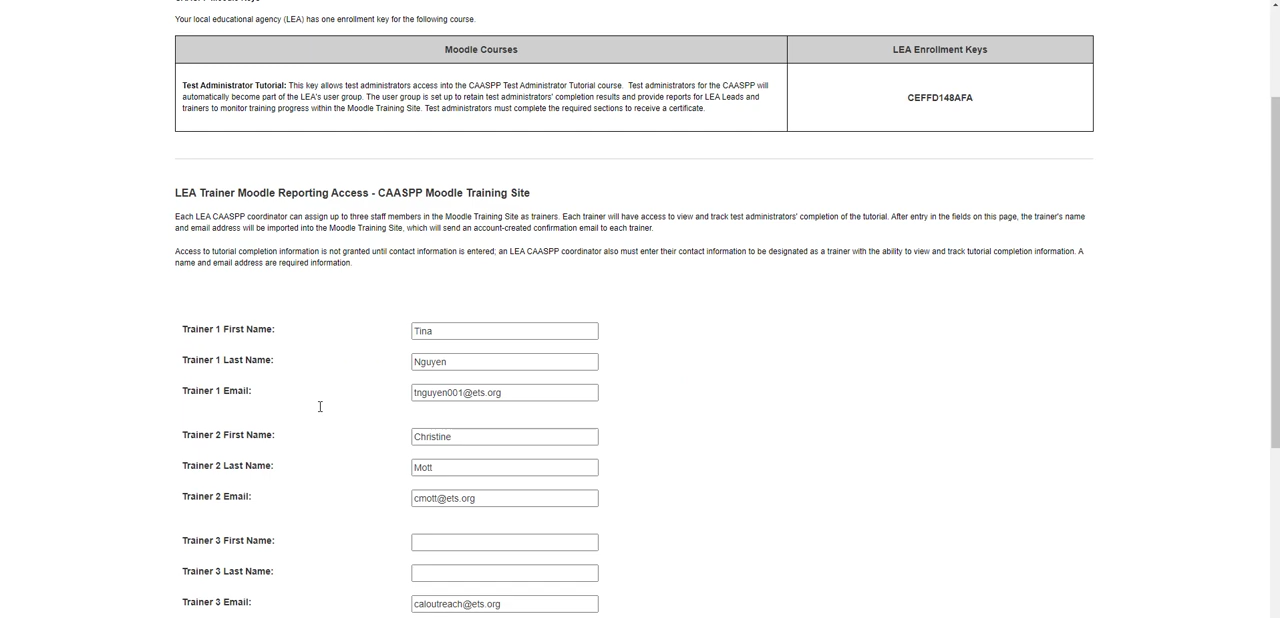 Your local educational agency (LEA) has one enrollment key for the following course.
Moodle Courses
LEA Enrollment Keys
Test Administrator Tutorial: This key allows test administrators access into the CAASPP Test Administrator Tutorial course. Test administrators for the CAASPP will
automatically become part of the LEA's user group. The user group is set up to retain test administrators' completion results and provide reports for LEA Leads and
trainers to monitor training progress within the Moodle Training Site. Test administrators must complete the required sections to receive a certificate.
CEFFD148AFA
LEA Trainer Moodle Reporting Access - CAASPP Moodle Training Site
Each LEA CAASPP coordinator can assign up to three staff members in the Moodle Training Site as trainers. Each trainer will have access to view and track test administrators' completion of the tutorial. After entry in the fields on this page, the trainer's name
and email address will be imported into the Moodle Training Site, which will send an account-created confirmation email to each trainer.
Access to tutorial completion information is not granted until contact information is entered; an LEA CAASPP coordinator also must enter their contact information to be designated as a trainer with the ability to view and track tutorial completion information. A
name and email address are required information.
Trainer 1 First Name:
Tina
Trainer 1 Last Name:
Nguyen
Trainer 1 Email:
tnguyen001@ets.org
Trainer 2 First Name:
Christine
Trainer 2 Last Name:
Mott
Trainer 2 Email:
cmott@ets.org
Trainer 3 First Name:
Trainer 3 Last Name:
Trainer 3 Email:
caloutreach@ets.org